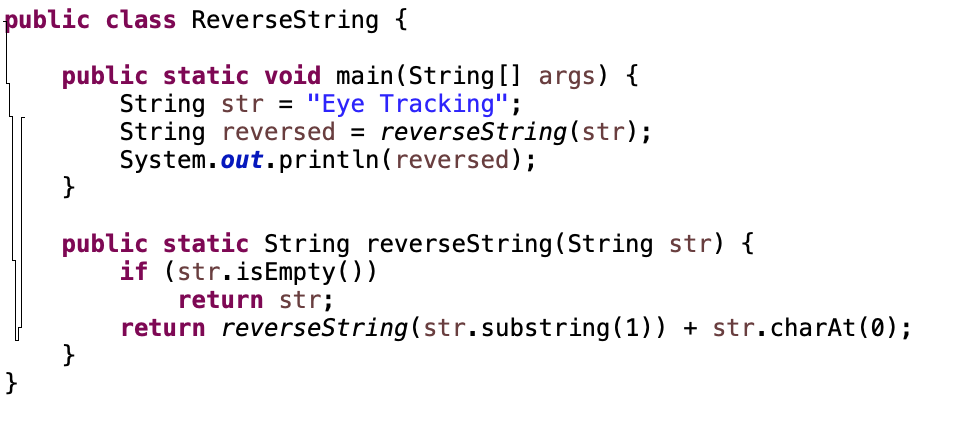 public class ReverseString {
public static void main(String[] args) {
String str = "Eye Tracking";
String reversed = reverseString(str);
System.out.println(reversed);
}
public static String reverseString(String str) {
if (str.isEmpty())
return str;
return reverseString(str.substring(1)) + str.charAt(0);
}
}